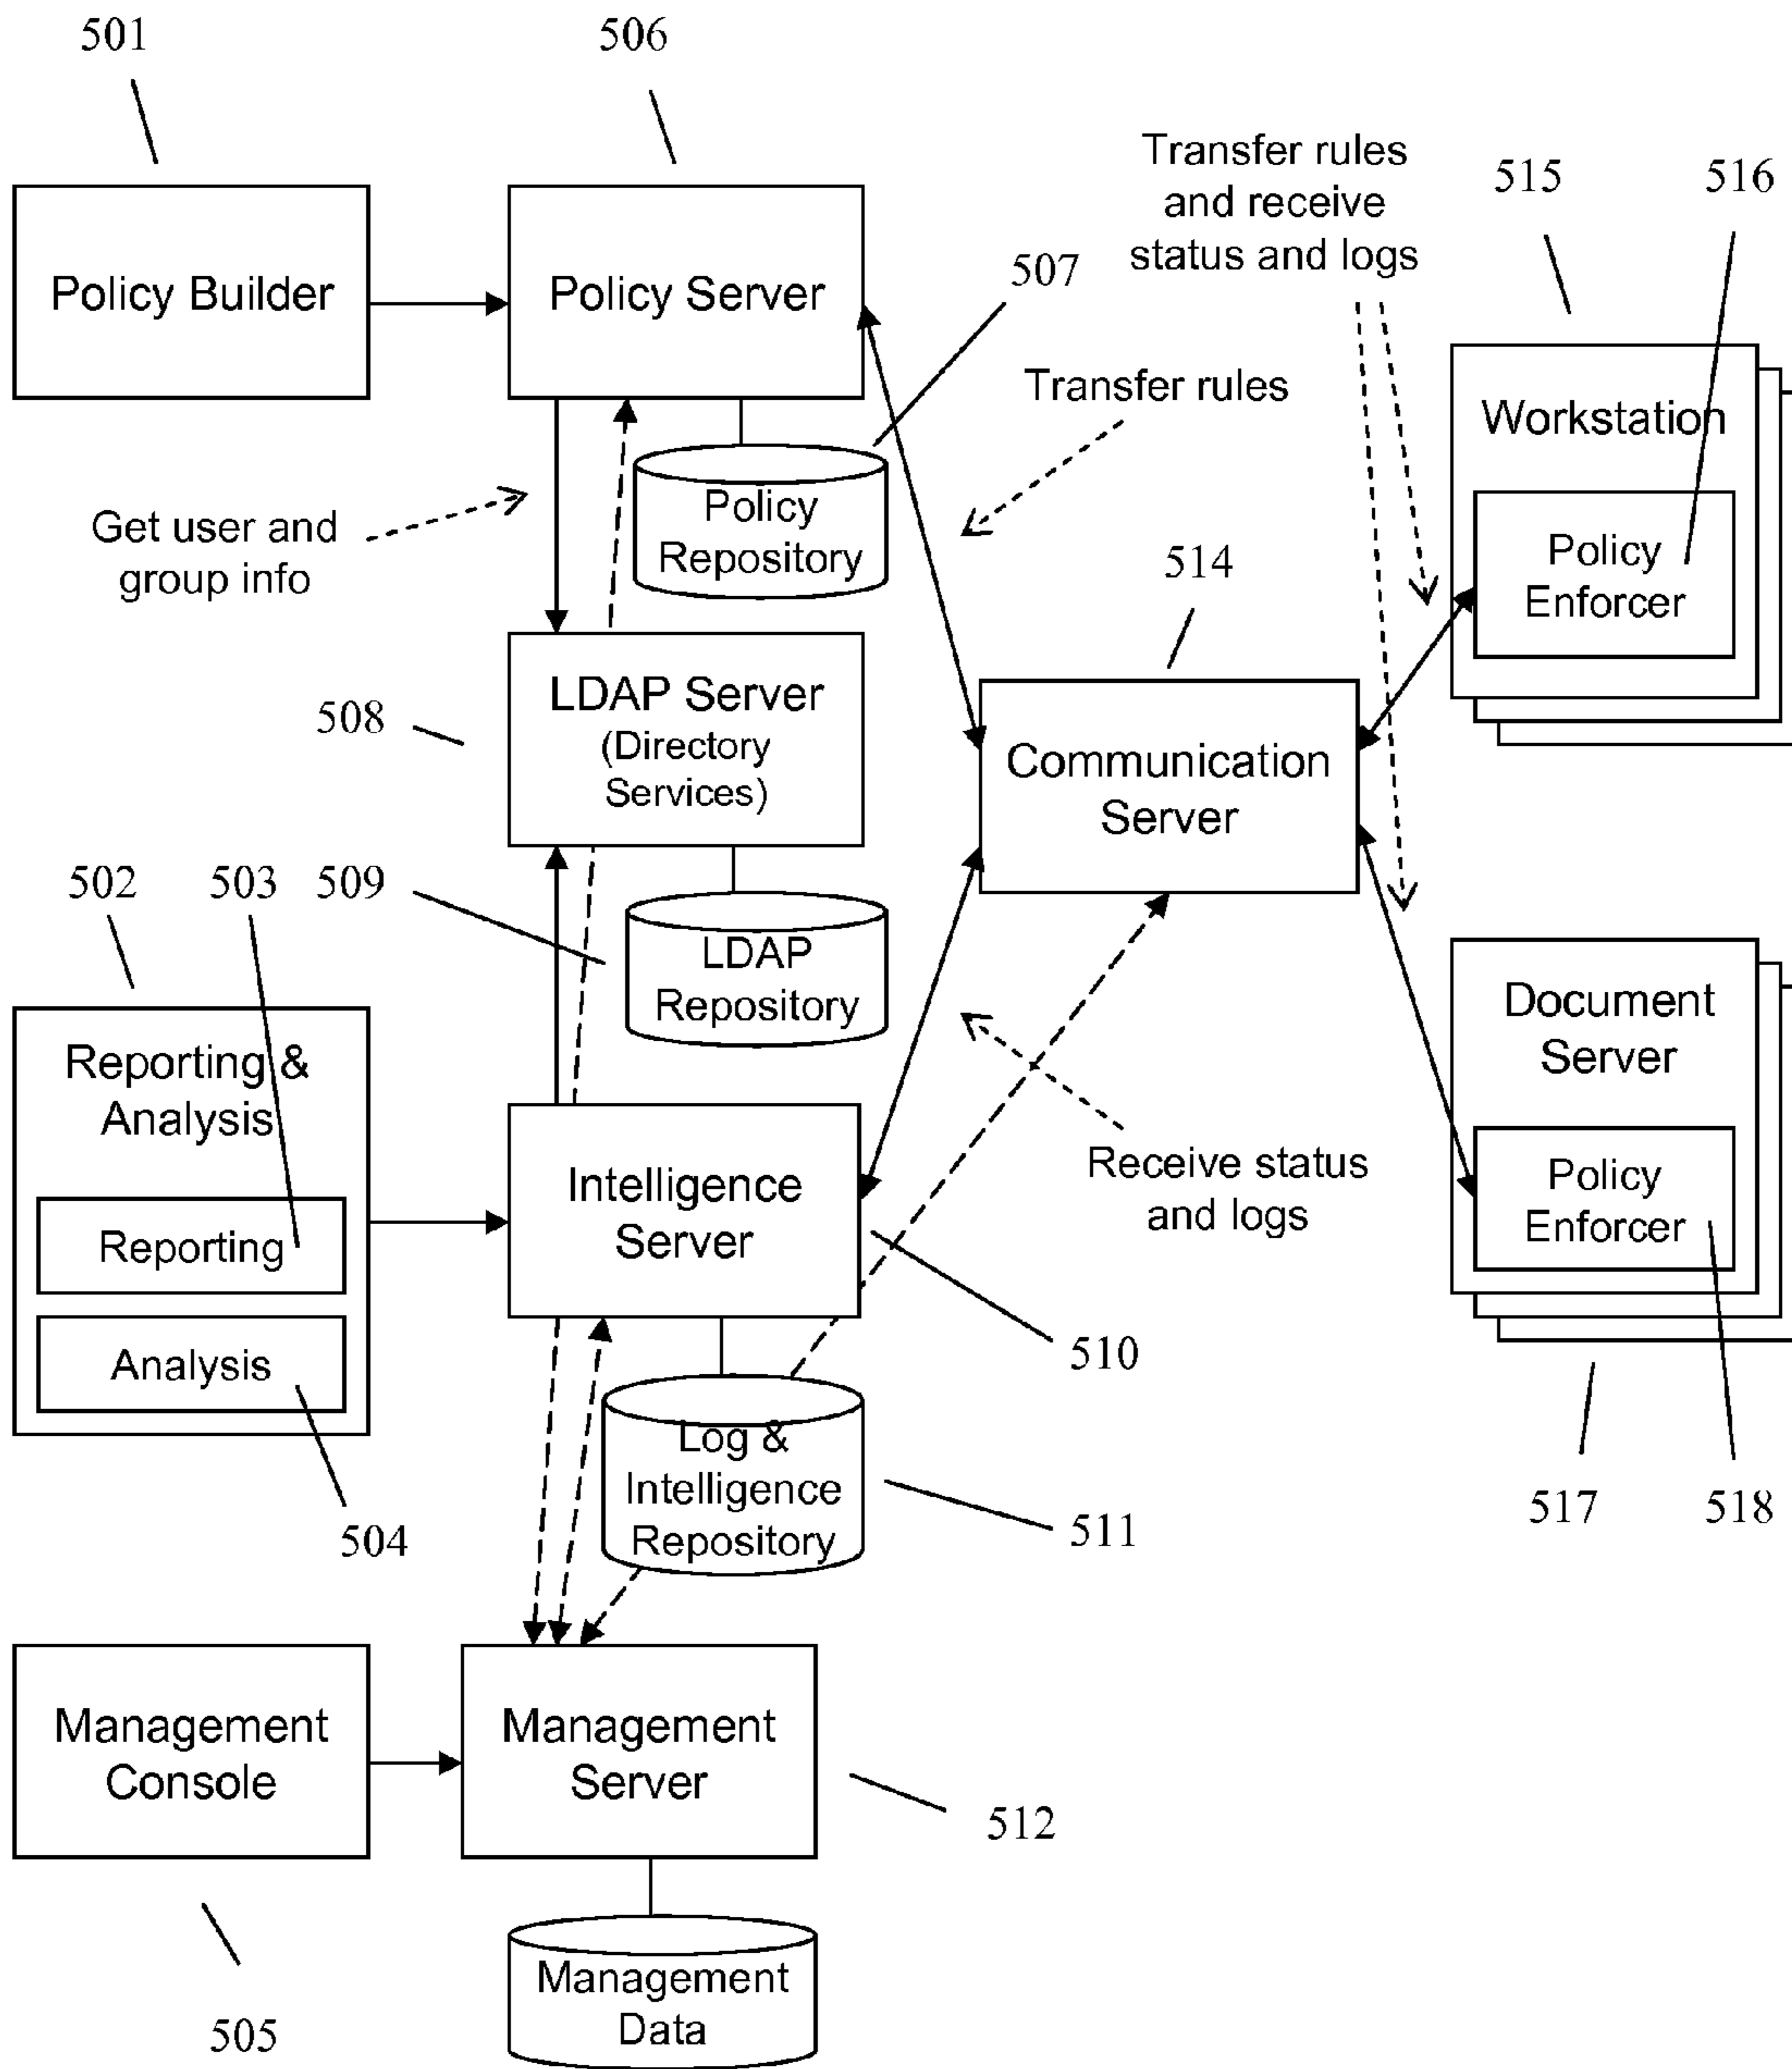 501
506
Transfer rules
and receive
status and logs
515
516
Policy Builder
Policy Server
507
Transfer rules
Workstation
Policy
Repository
Get user and
group info
514
Policy
Enforcer
508
LDAP Server
(Directory
Services)
Communication
Server
502
503
509
LDAP
Repository
Document
Server
Reporting &
Analysis
Reporting
Analysis
Intelligence
Server
Receive status
and logs
Policy
Enforcer
510
504
Log &
Intelligence
Repository
511
517
518
Management
Console
Management
Server
512
505
Management
Data